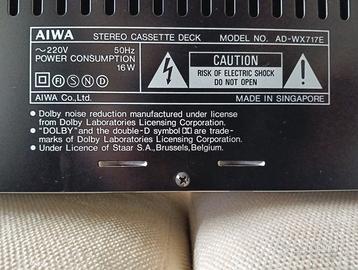 AIWA STEREO CASSETTE DECK MODEL NO. AD-WX717E
~220V 50Hz
POWER CONSUMPTION
16W
FI S N D
AIWA Co.,Ltd.
CAUTION
RISK OF ELECTRIC SHOCK
DO NOT OPEN
MADE IN SINGAPORE
● Dolby noise reduction manufactured under license
from Dolby Laboratories Licensing Corporation.
● "DOLBY" and the double-D symbol are trade-
marks of Dolby Laboratories Licensing Corporation.
● Under Licence of Staar S.A., Brussels, Belgium.